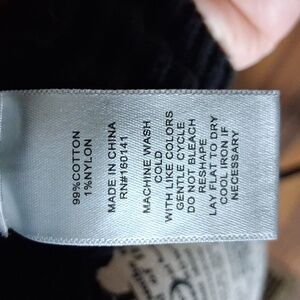 99%COTTON
1%NYLON
MADE IN CHINA
RN#160141
MACHINE WASH
COLD
WITH LIKE COLORS
GENTLE CYCLE
DO NOT BLEACH
RESHAPE
LAY FLAT TO DRY
COOL IRON IF
NECESSARY